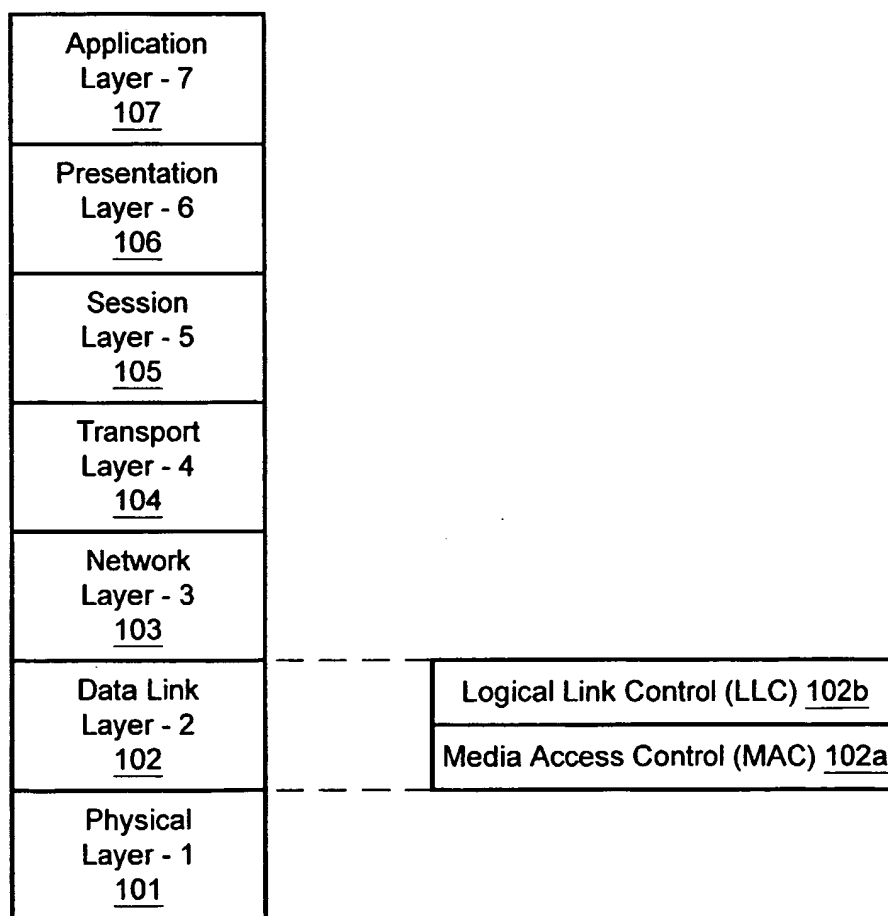 Application
Layer - 7
107
Presentation
Layer - 6
106
Session
Layer - 5
105
Transport
Layer - 4
104
Network
Layer - 3
103
Data Link
Layer - 2
102
Logical Link Control (LLC) 102b
Media Access Control (MAC) 102a
Physical
Layer - 1
101